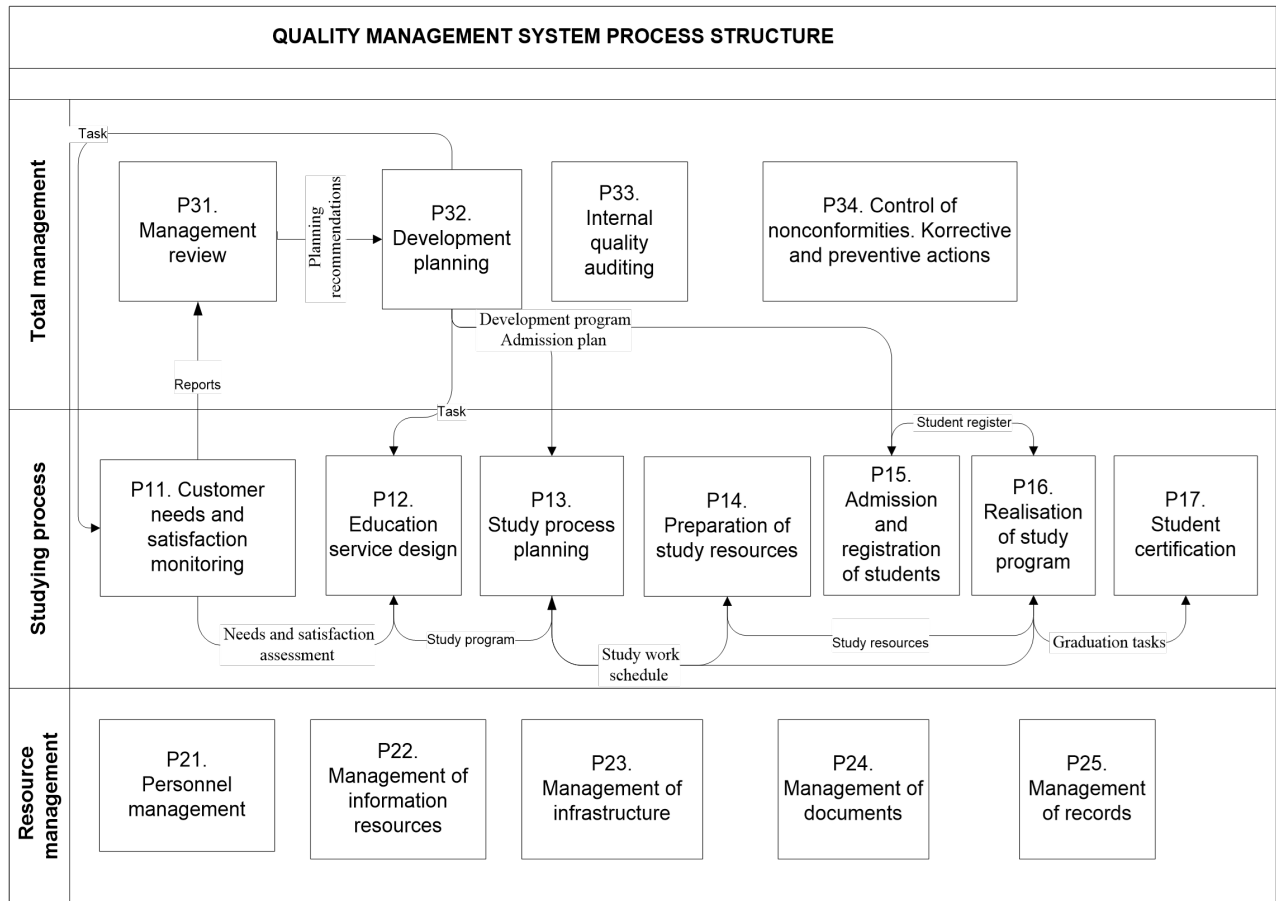 QUALITY MANAGEMENT SYSTEM PROCESS STRUCTURE
Total management
Task
P31.
Management
review
Planning
recommendations
P32.
Development
planning
P33.
Internal
quality
auditing
P34. Control of
nonconformities. Korrective
and preventive actions
Development program
Admission plan
Reports
Task
Student register
Studying process
P11. Customer
needs and
satisfaction
monitoring
P12.
Education
service design
P13.
Study process
planning
P14.
Preparation of
study resources
P15.
Admission
and
registration
of students
P16.
Realisation
of study
program
P17.
Student
certification
Needs and satisfaction
assessment
Study program
Study work
schedule
Study resources
Graduation tasks
Resource
management
P21.
Personnel
management
P22.
Management of
information
resources
P23.
Management of
infrastructure
P24.
Management of
documents
P25.
Management
of records